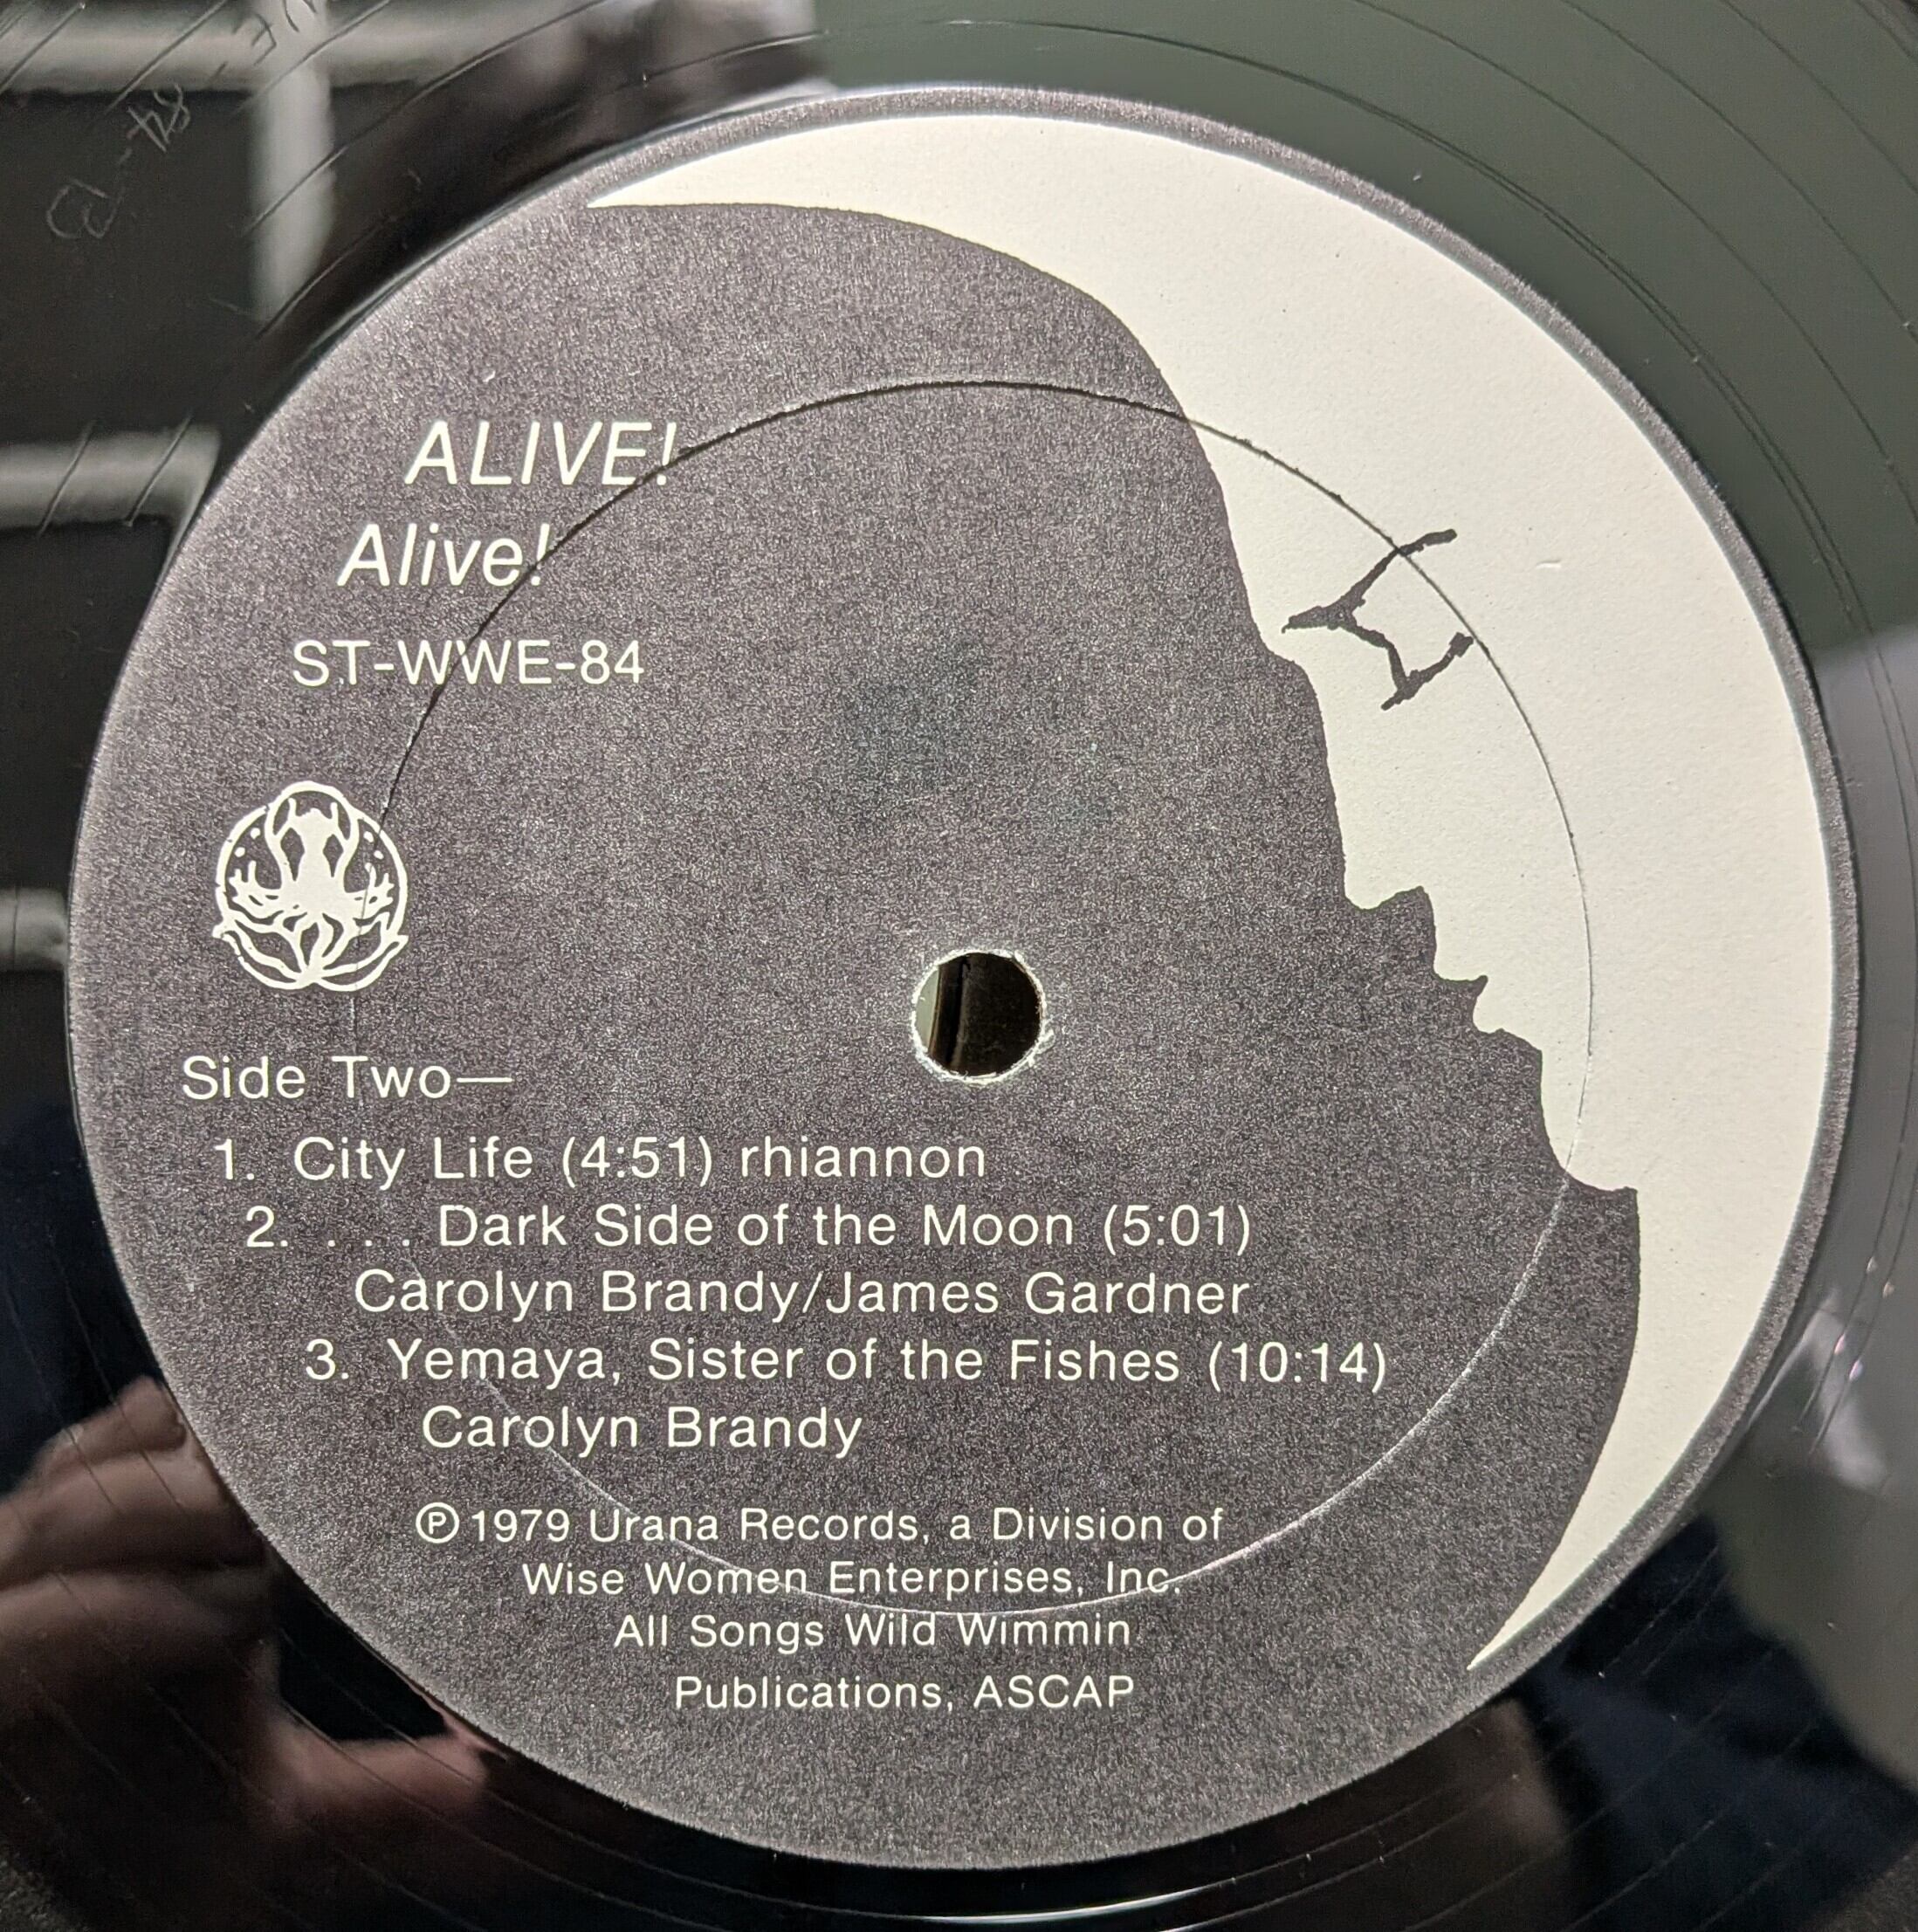 ALIVE!
Alive!
ST-WWE-84
Side Two—
1. City Life (4:51) rhiannon
2. . . . Dark Side of the Moon (5:01)
Carolyn Brandy/James Gardner
3. Yemaya, Sister of the Fishes (10:14)
Carolyn Brandy
℗ 1979 Urana Records, a Division of
Wise Women Enterprises, Inc.
All Songs Wild Wimmin
Publications, ASCAP